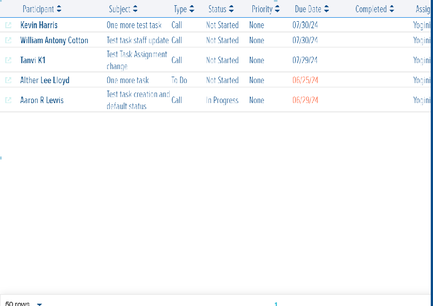 Participant Subject Type Status Priority Due Date Completed Assig
Kevin Harris One more test task Call Not Started None 07/30/24 Yogini
William Antony Cotton Test task staff update Call Not Started None 07/30/24 Yogini
Tanvi K1 Test Task Assignment change Call Not Started None 07/29/24 Yogini
Alther Lee Lloyd One more task To Do Not Started None 06/25/24 Yogini
Aaron R Lewis Test task creation and default status Call In Progress None 06/28/24 Yogini
50 rows 1